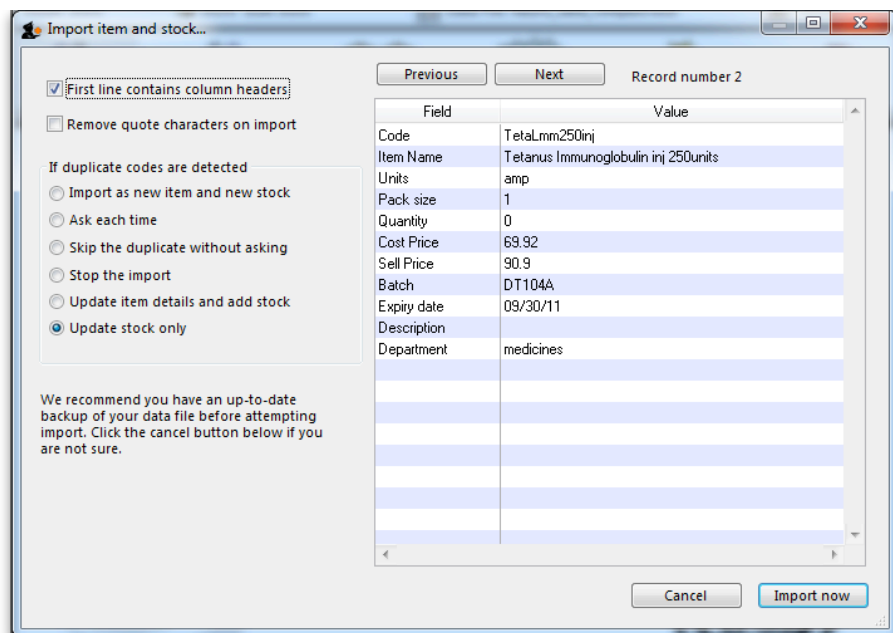 Import item and stock...
First line contains column headers
Remove quote characters on import
If duplicate codes are detected
Import as new item and new stock
Ask each time
Skip the duplicate without asking
Stop the import
Update item details and add stock
Update stock only
We recommend you have an up-to-date
backup of your data file before attempting
import. Click the cancel button below if you
are not sure.
Previous Next Record number 2
Field Value
Code TetaLmm250inj
Item Name Tetanus Immunoglobulin inj 250units
Units amp
Pack size 1
Quantity 0
Cost Price 69.92
Sell Price 90.9
Batch DT104A
Expiry date 09/30/11
Description
Department medicines
Cancel Import now